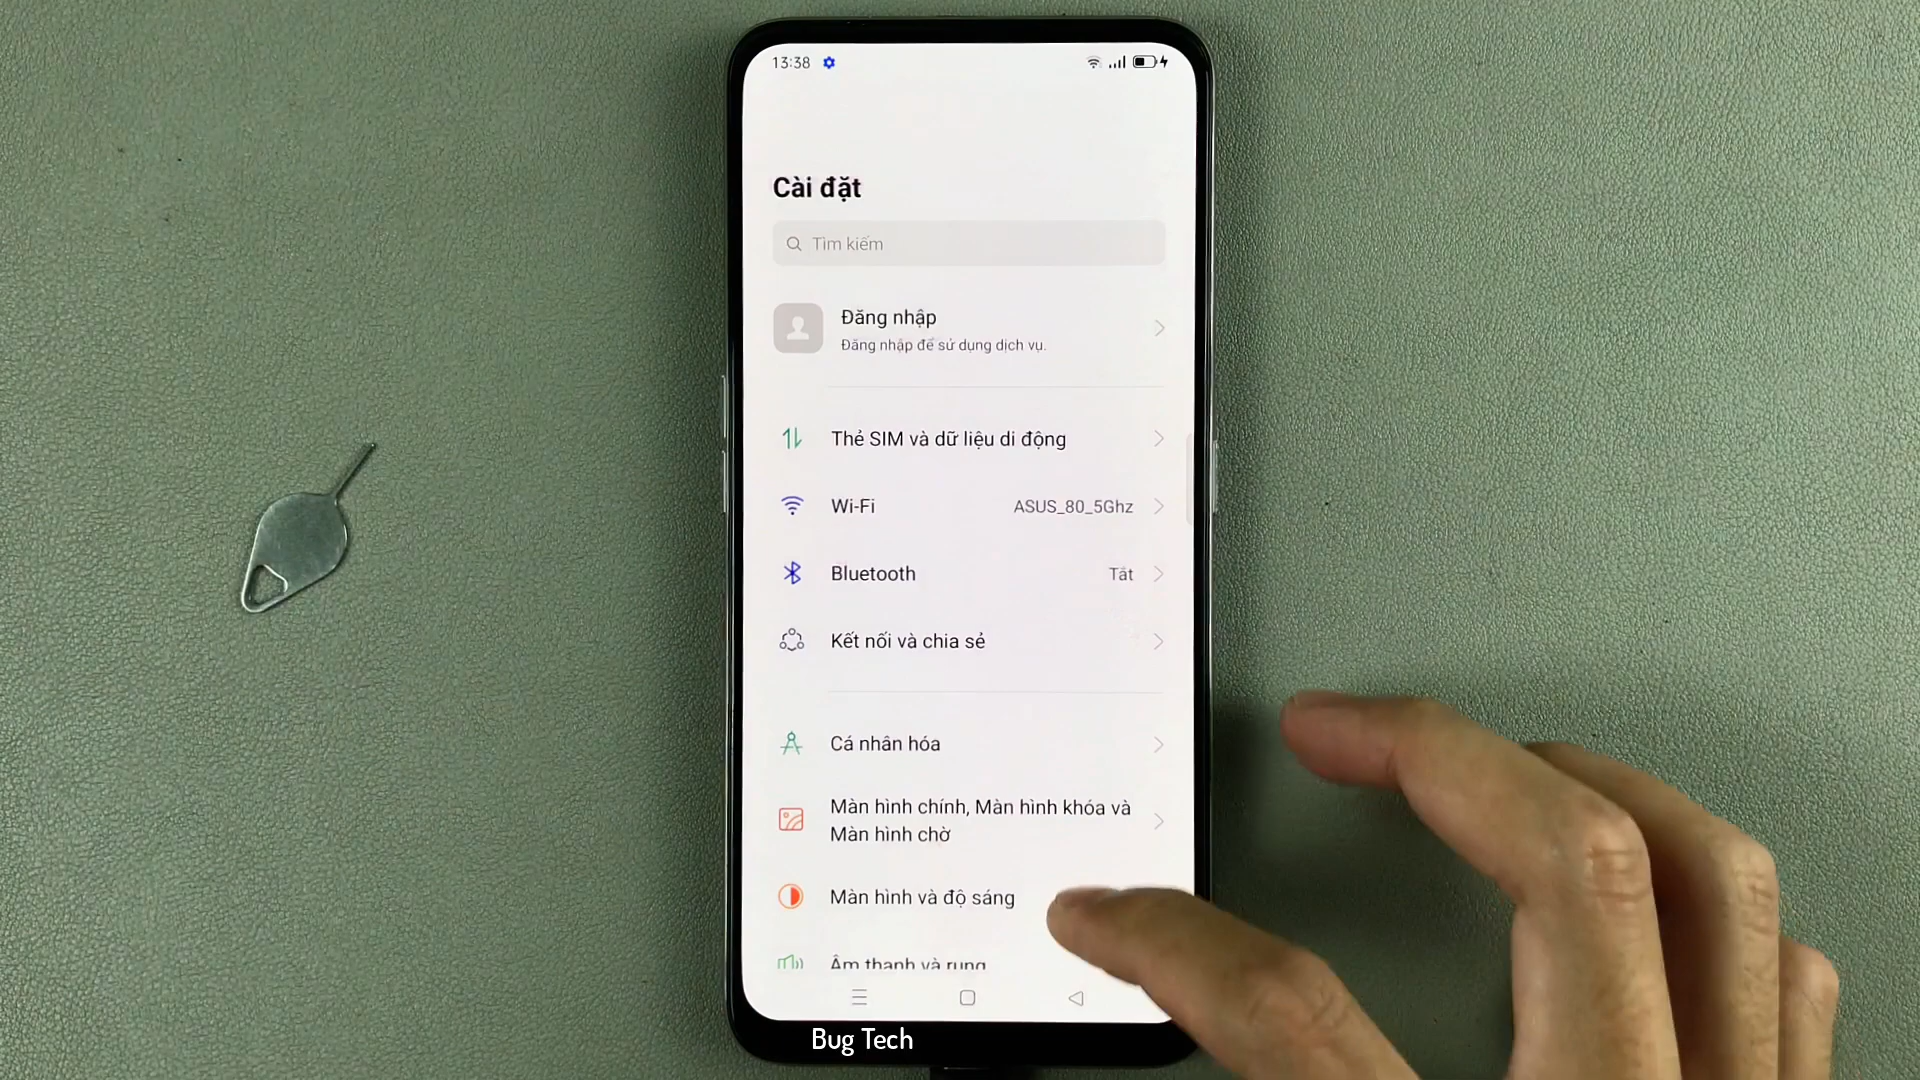 13:38
Cài đặt
Tìm kiếm
Đăng nhập
Đăng nhập để sử dụng dịch vụ.
Thẻ SIM và dữ liệu di động
Wi-Fi ASUS_80_5Ghz
Bluetooth Tắt
Kết nối và chia sẻ
Cá nhân hóa
Màn hình chính, Màn hình khóa và
Màn hình chờ
Màn hình và độ sáng
Âm thanh và rung
Bug Tech